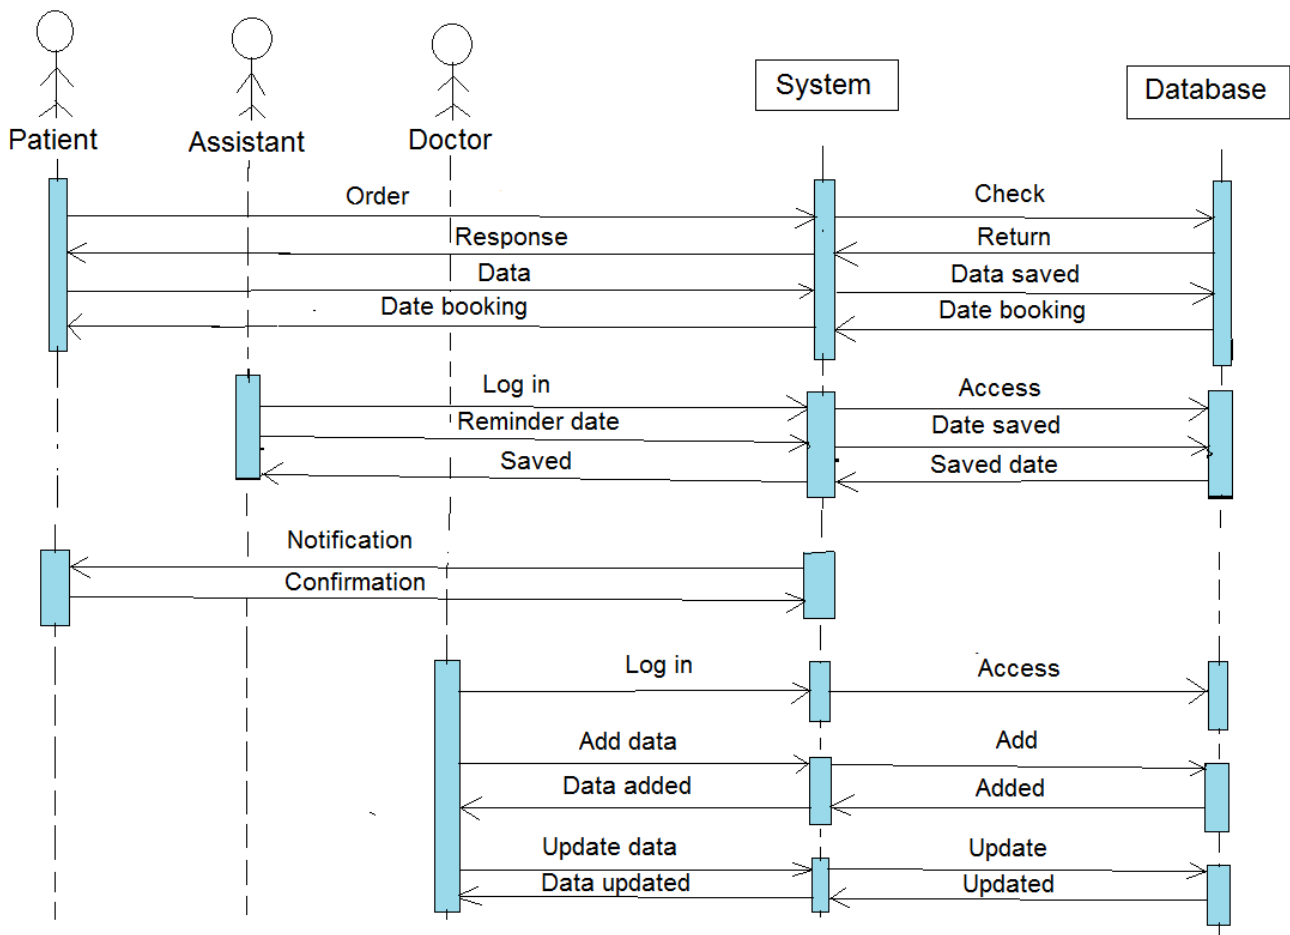 System
Database
Patient
Assistant
Doctor
Order
Check
Response
Return
Data
Data saved
Date booking
Date booking
Log in
Access
Reminder date
Date saved
Saved
Saved date
Notification
Confirmation
Log in
Access
Add data
Add
Data added
Added
Update data
Update
Data updated
Updated